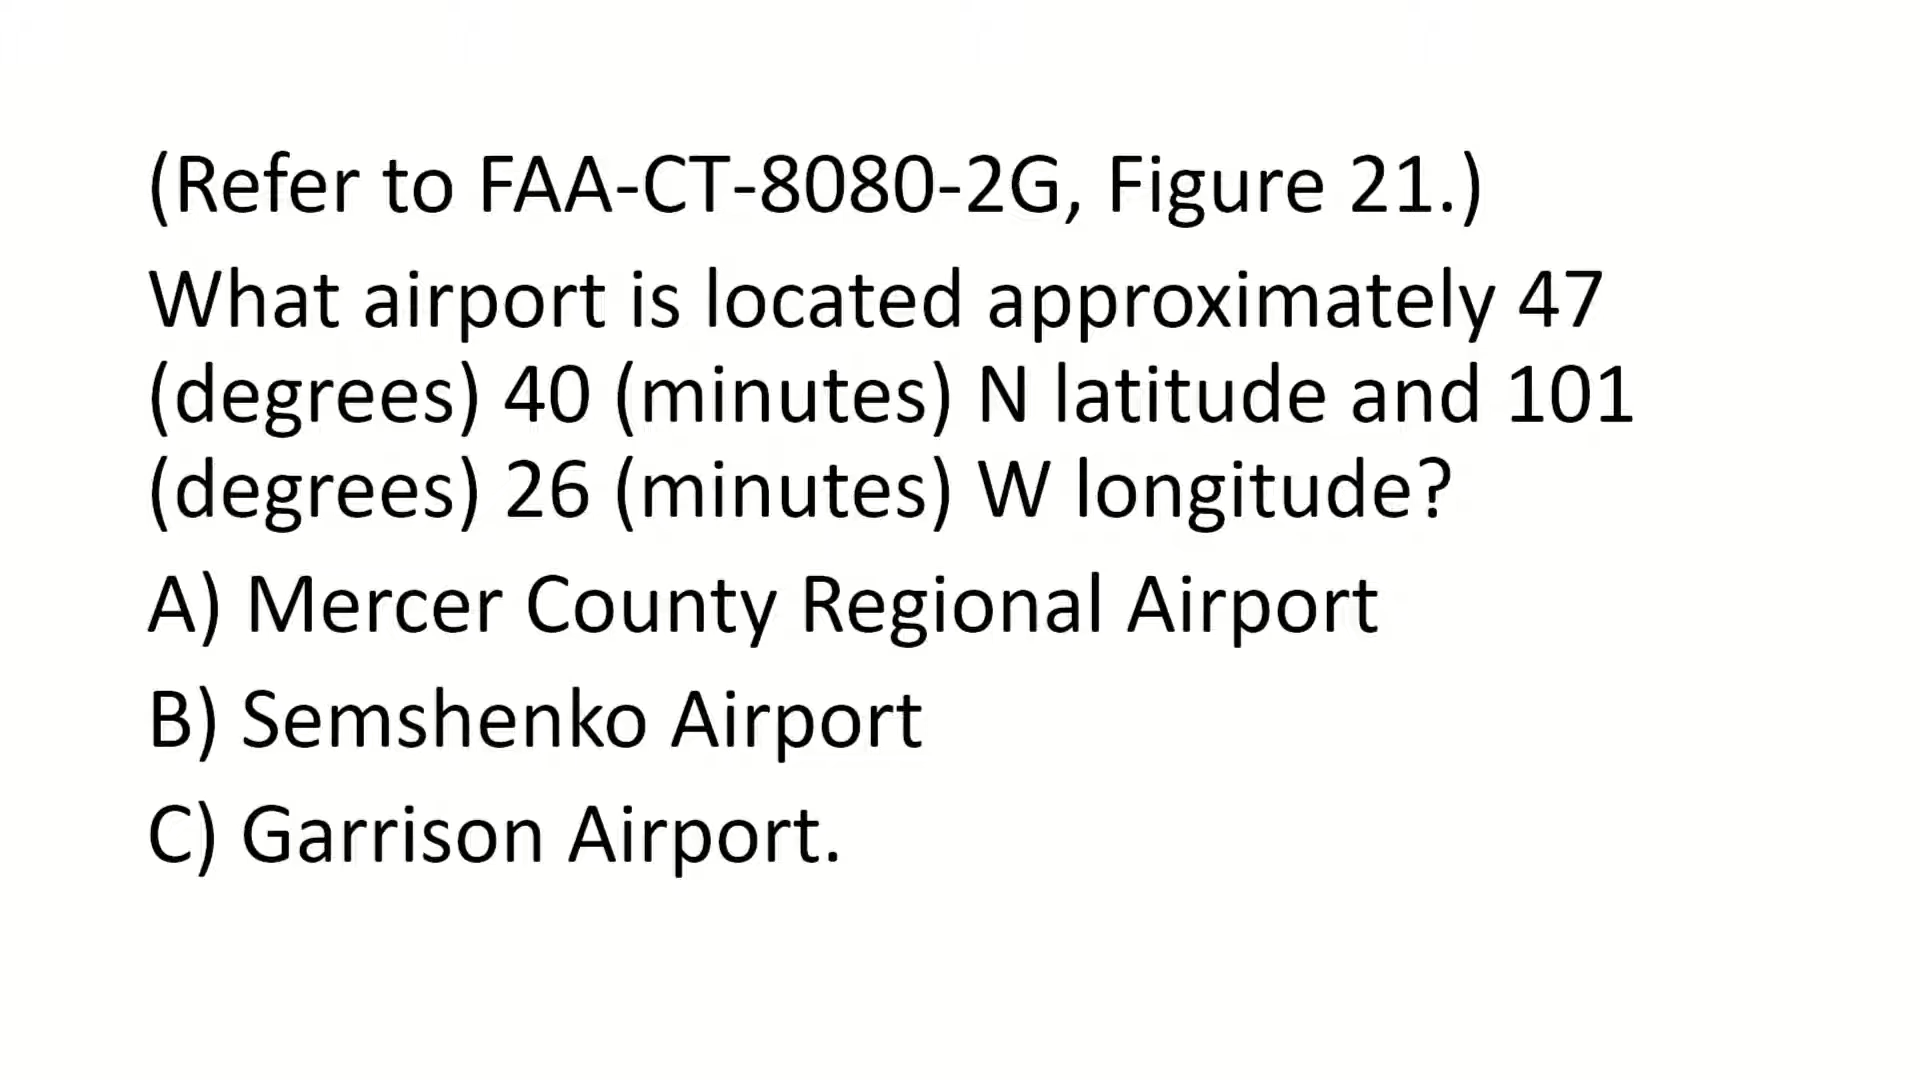 (Refer to FAA-CT-8080-2G, Figure 21.)
What airport is located approximately 47
(degrees) 40 (minutes) N latitude and 101
(degrees) 26 (minutes) W longitude?
A) Mercer County Regional Airport
B) Semshenko Airport
C) Garrison Airport.